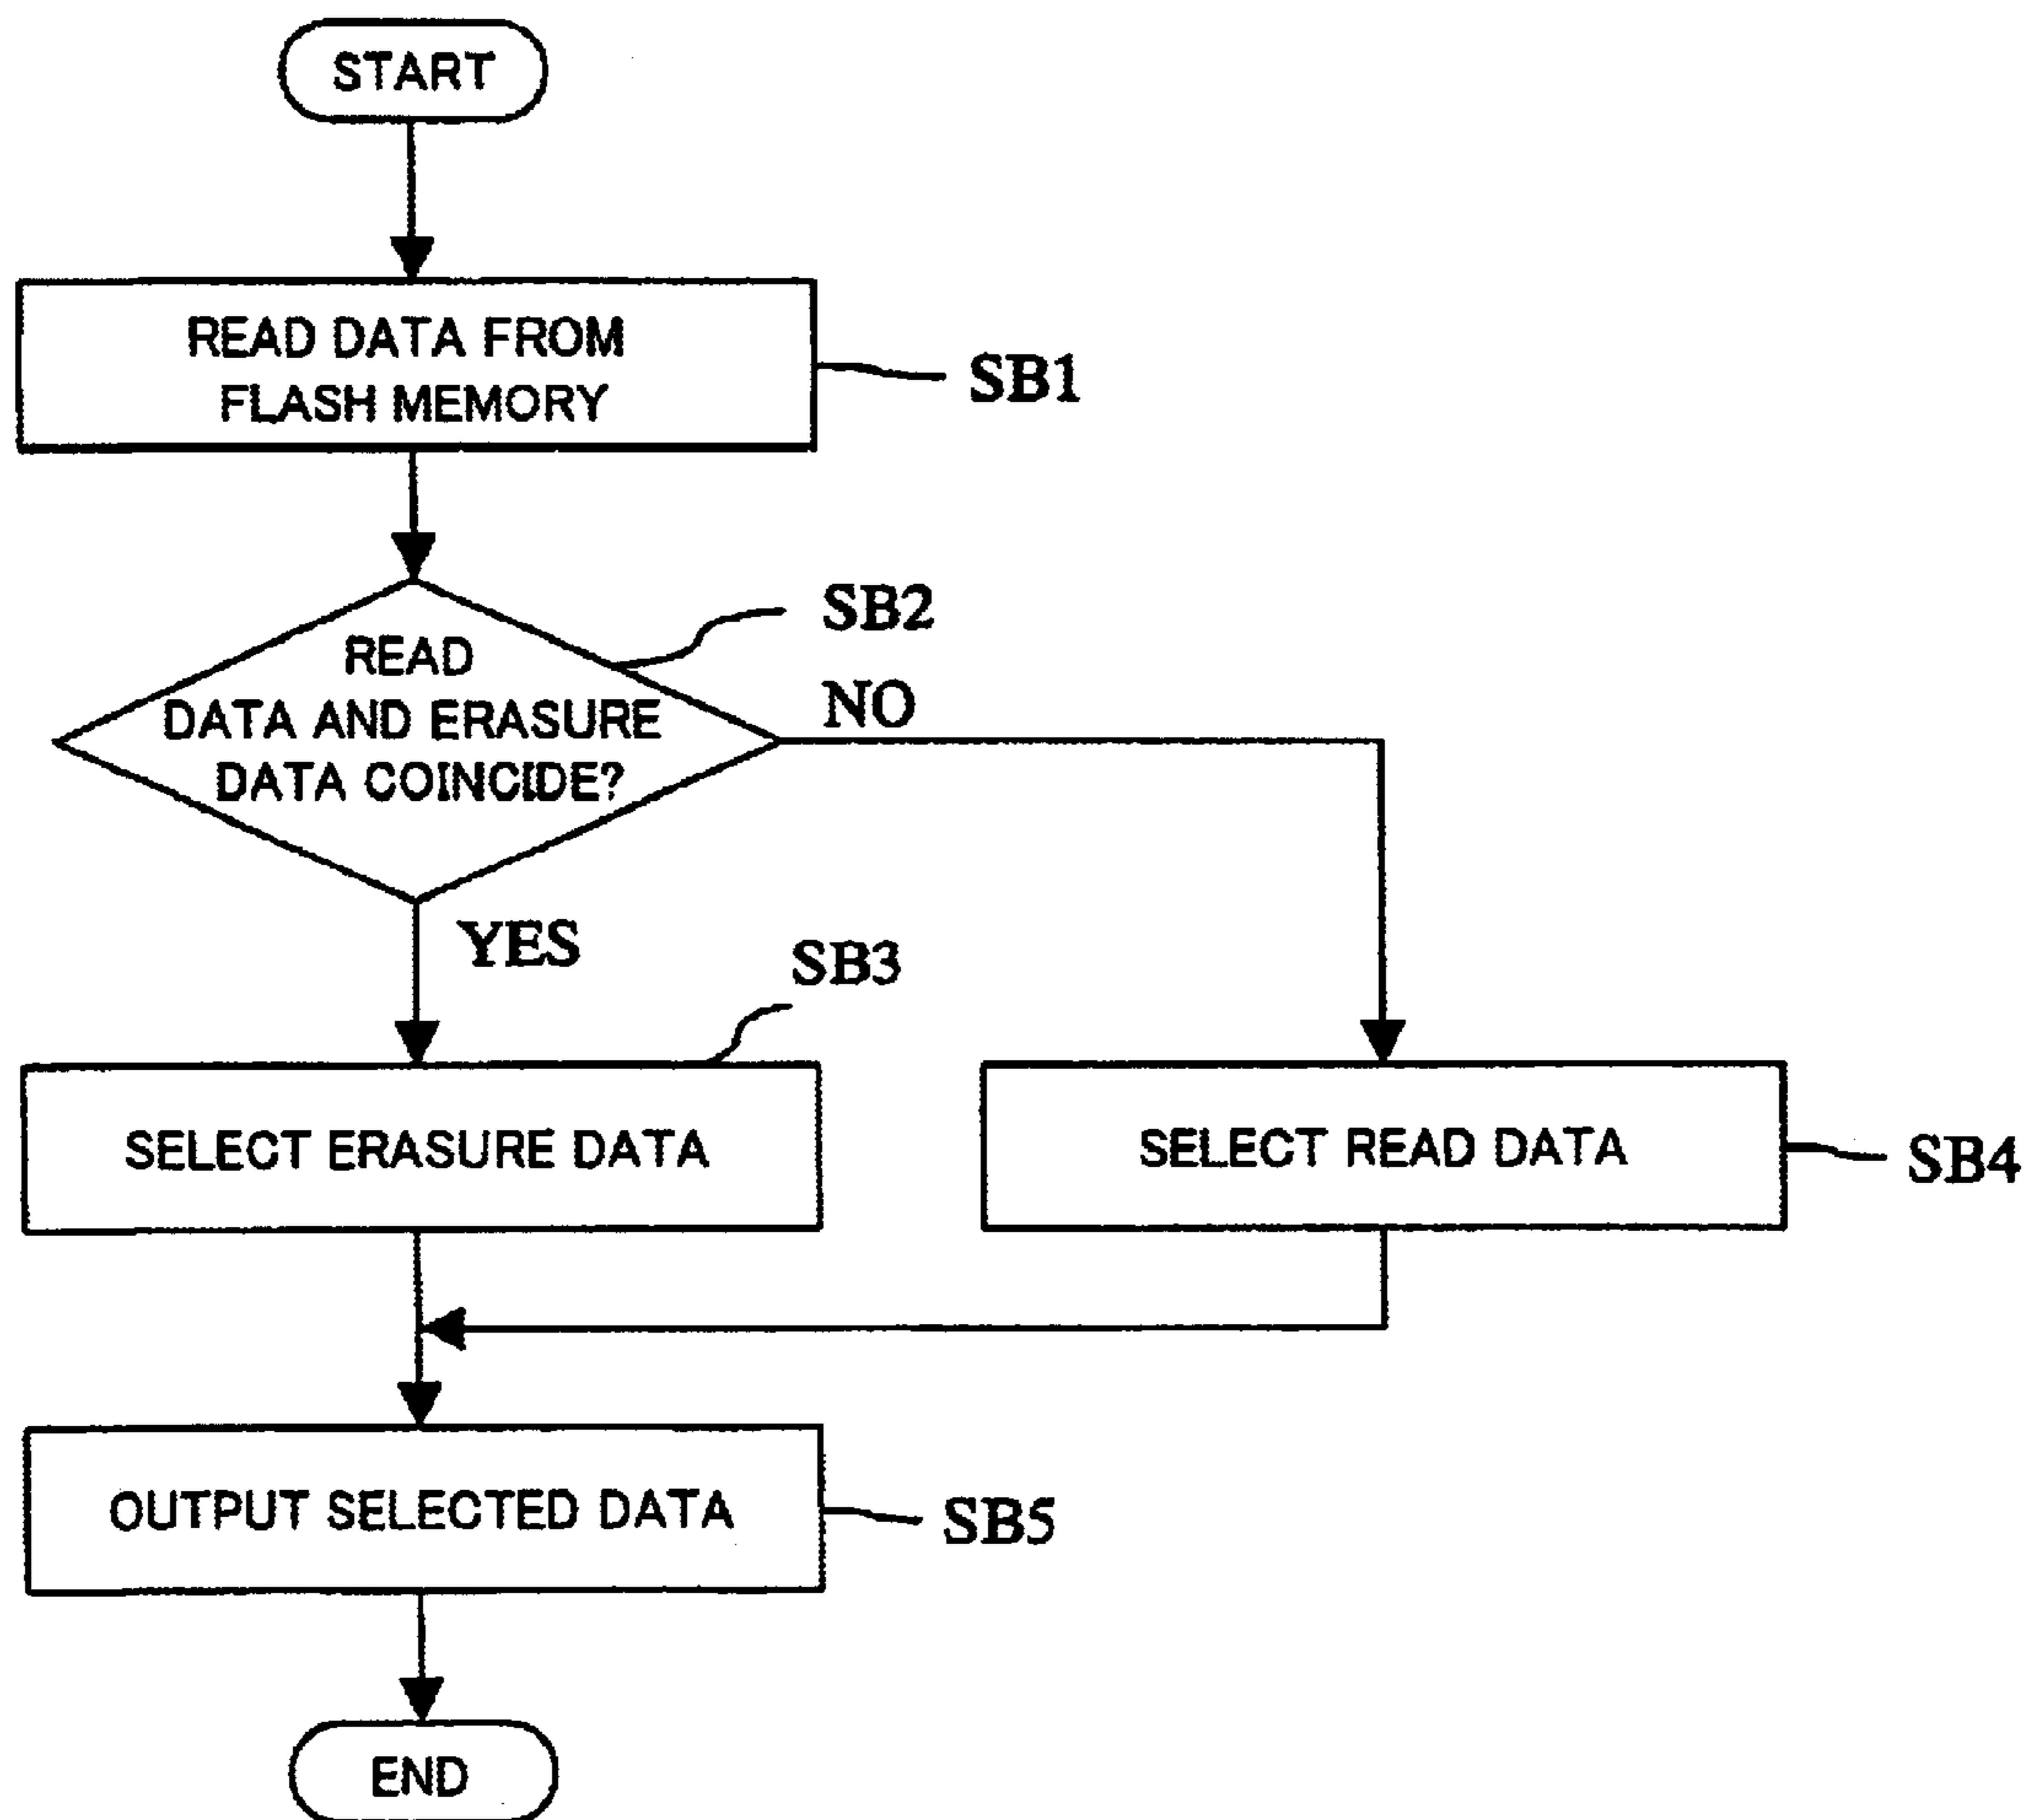 START
READ DATA FROM
FLASH MEMORY
SB1
SB2
READ
DATA AND ERASURE
DATA COINCIDE?
NO
YES
SB3
SELECT ERASURE DATA
SELECT READ DATA
SB4
OUTPUT SELECTED DATA
SB5
END